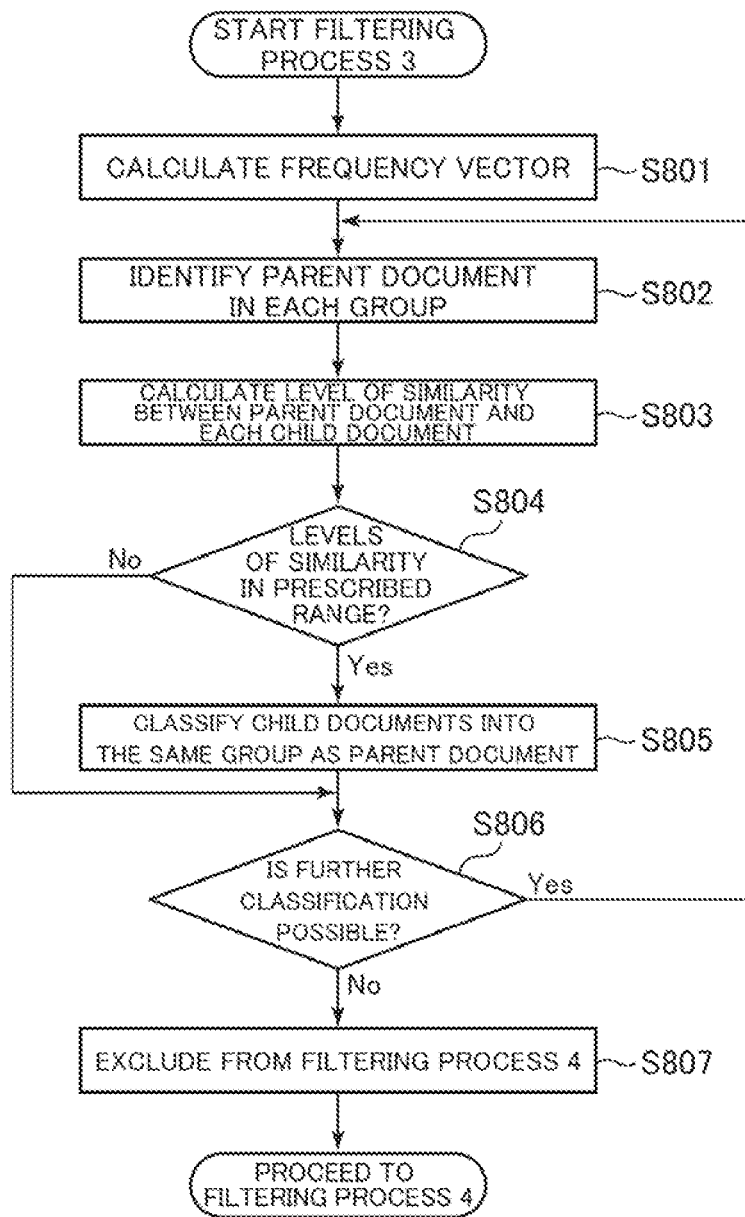 START FILTERING
PROCESS 3
CALCULATE FREQUENCY VECTOR
S801
IDENTIFY PARENT DOCUMENT
IN EACH GROUP
S802
CALCULATE LEVEL OF SIMILARITY
BETWEEN PARENT DOCUMENT AND
EACH CHILD DOCUMENT
S803
S804
LEVELS
OF SIMILARITY
IN PRESCRIBED
RANGE?
No
Yes
CLASSIFY CHILD DOCUMENTS INTO
THE SAME GROUP AS PARENT DOCUMENT
S805
S806
IS FURTHER
CLASSIFICATION
POSSIBLE?
Yes
No
EXCLUDE FROM FILTERING PROCESS 4
S807
PROCEED TO
FILTERING PROCESS 4